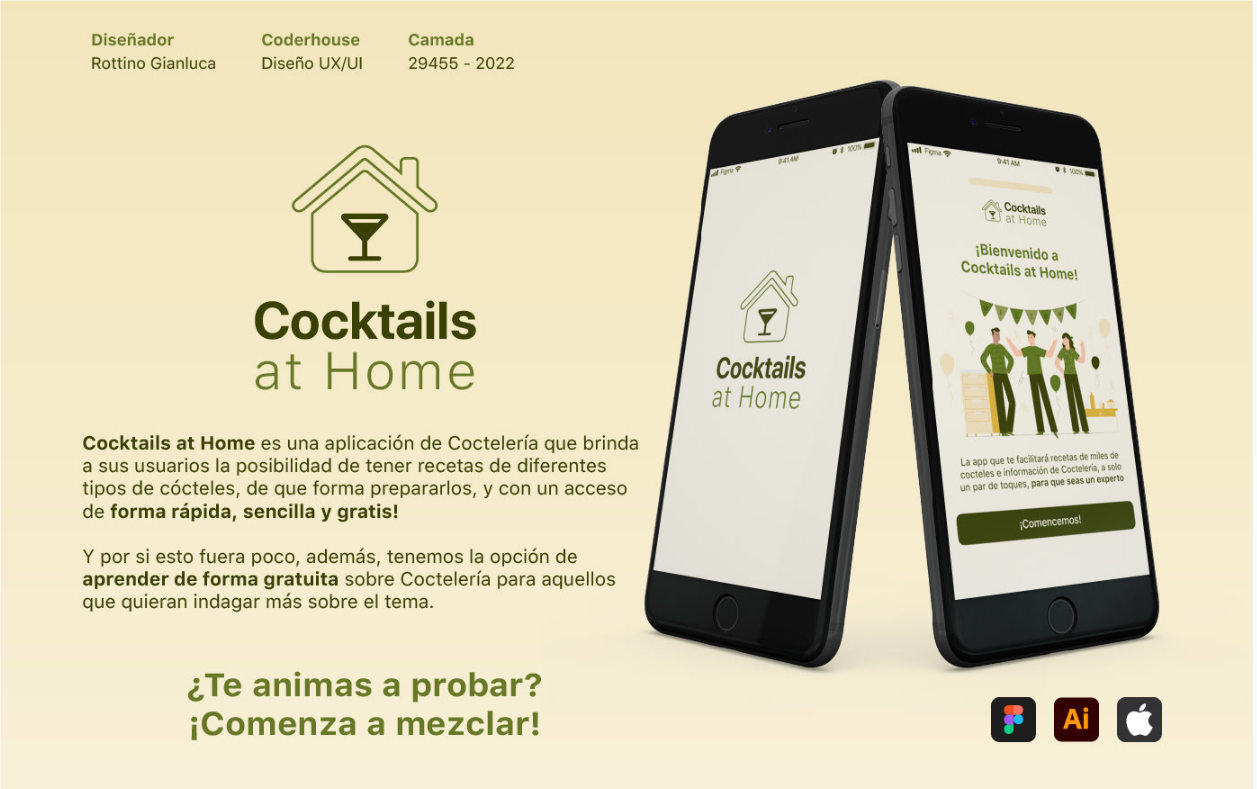 Diseñador
Rottino Gianluca
Coderhouse
Diseño UX/UI
Camada
29455 - 2022
Cocktails
at Home
Cocktails at Home es una aplicación de Coctelería que brinda
a sus usuarios la posibilidad de tener recetas de diferentes
tipos de cócteles, de que forma prepararlos, y con un acceso
de forma rápida, sencilla y gratis!
Y por si esto fuera poco, además, tenemos la opción de
aprender de forma gratuita sobre Coctelería para aquellos
que quieran indagar más sobre el tema.
¿Te animas a probar?
¡Comenza a mezclar!
Figma
9:41 AM
100%
Cocktails
at Home
Figma
9:41 AM
100%
Cocktails
at Home
¡Bienvenido a
Cocktails at Home!
La app que te facilitará recetas de miles de
cocteles e información de Coctelería, a solo
un par de toques, para que seas un experto
¡Comencemos!
Ai